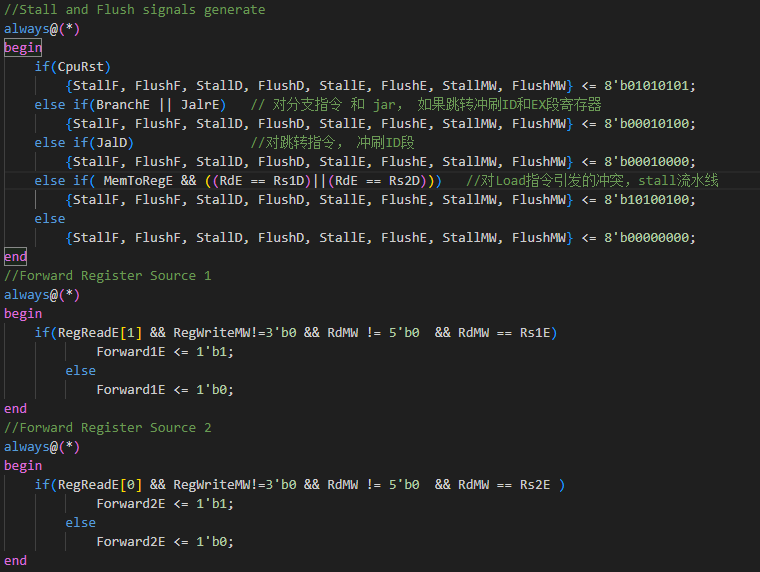 //Stall and Flush signals generate
always@(*)
begin
    if(CpuRst)
        {StallF, FlushF, StallD, FlushD, StallE, FlushE, StallMW, FlushMW} <= 8'b01010101;
    else if(BranchE || JalrE)   // 对分支指令 和 jar， 如果跳转冲刷ID和EX段寄存器
        {StallF, FlushF, StallD, FlushD, StallE, FlushE, StallMW, FlushMW} <= 8'b00010100;
    else if(JalD)               //对跳转指令， 冲刷ID段
        {StallF, FlushF, StallD, FlushD, StallE, FlushE, StallMW, FlushMW} <= 8'b00010000;
    else if( MemToRegE && ((RdE == Rs1D)||(RdE == Rs2D)))   //对Load指令引发的冲突，stall流水线
        {StallF, FlushF, StallD, FlushD, StallE, FlushE, StallMW, FlushMW} <= 8'b10100100;
    else
        {StallF, FlushF, StallD, FlushD, StallE, FlushE, StallMW, FlushMW} <= 8'b00000000;
end
//Forward Register Source 1
always@(*)
begin
    if(RegReadE[1] && RegWriteMW!=3'b0 && RdMW != 5'b0  && RdMW == Rs1E)
            Forward1E <= 1'b1;
        else
            Forward1E <= 1'b0;
end
//Forward Register Source 2
always@(*)
begin
    if(RegReadE[0] && RegWriteMW!=3'b0 && RdMW != 5'b0  && RdMW == Rs2E )
            Forward2E <= 1'b1;
        else
            Forward2E <= 1'b0;
end